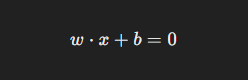 w · x + b = 0